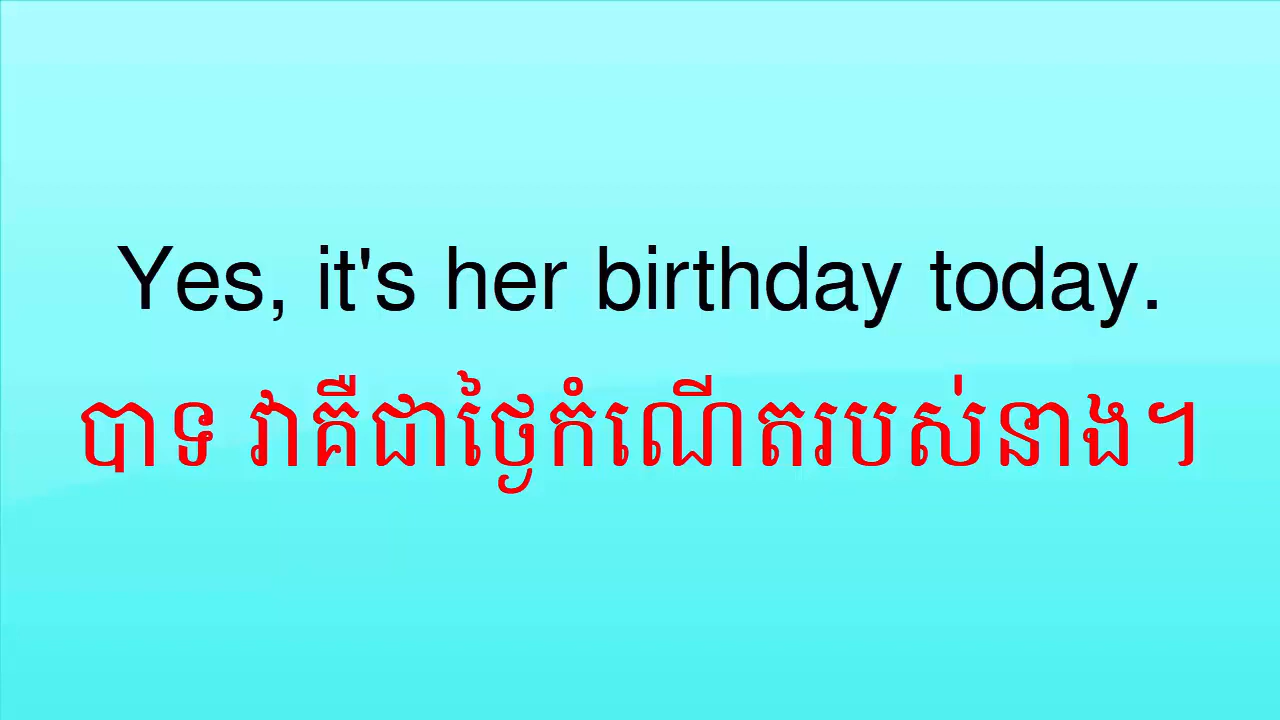 Yes, it's her birthday today.
បាទ វាគឺជាថ្ងៃកំណើតរបស់នាង។